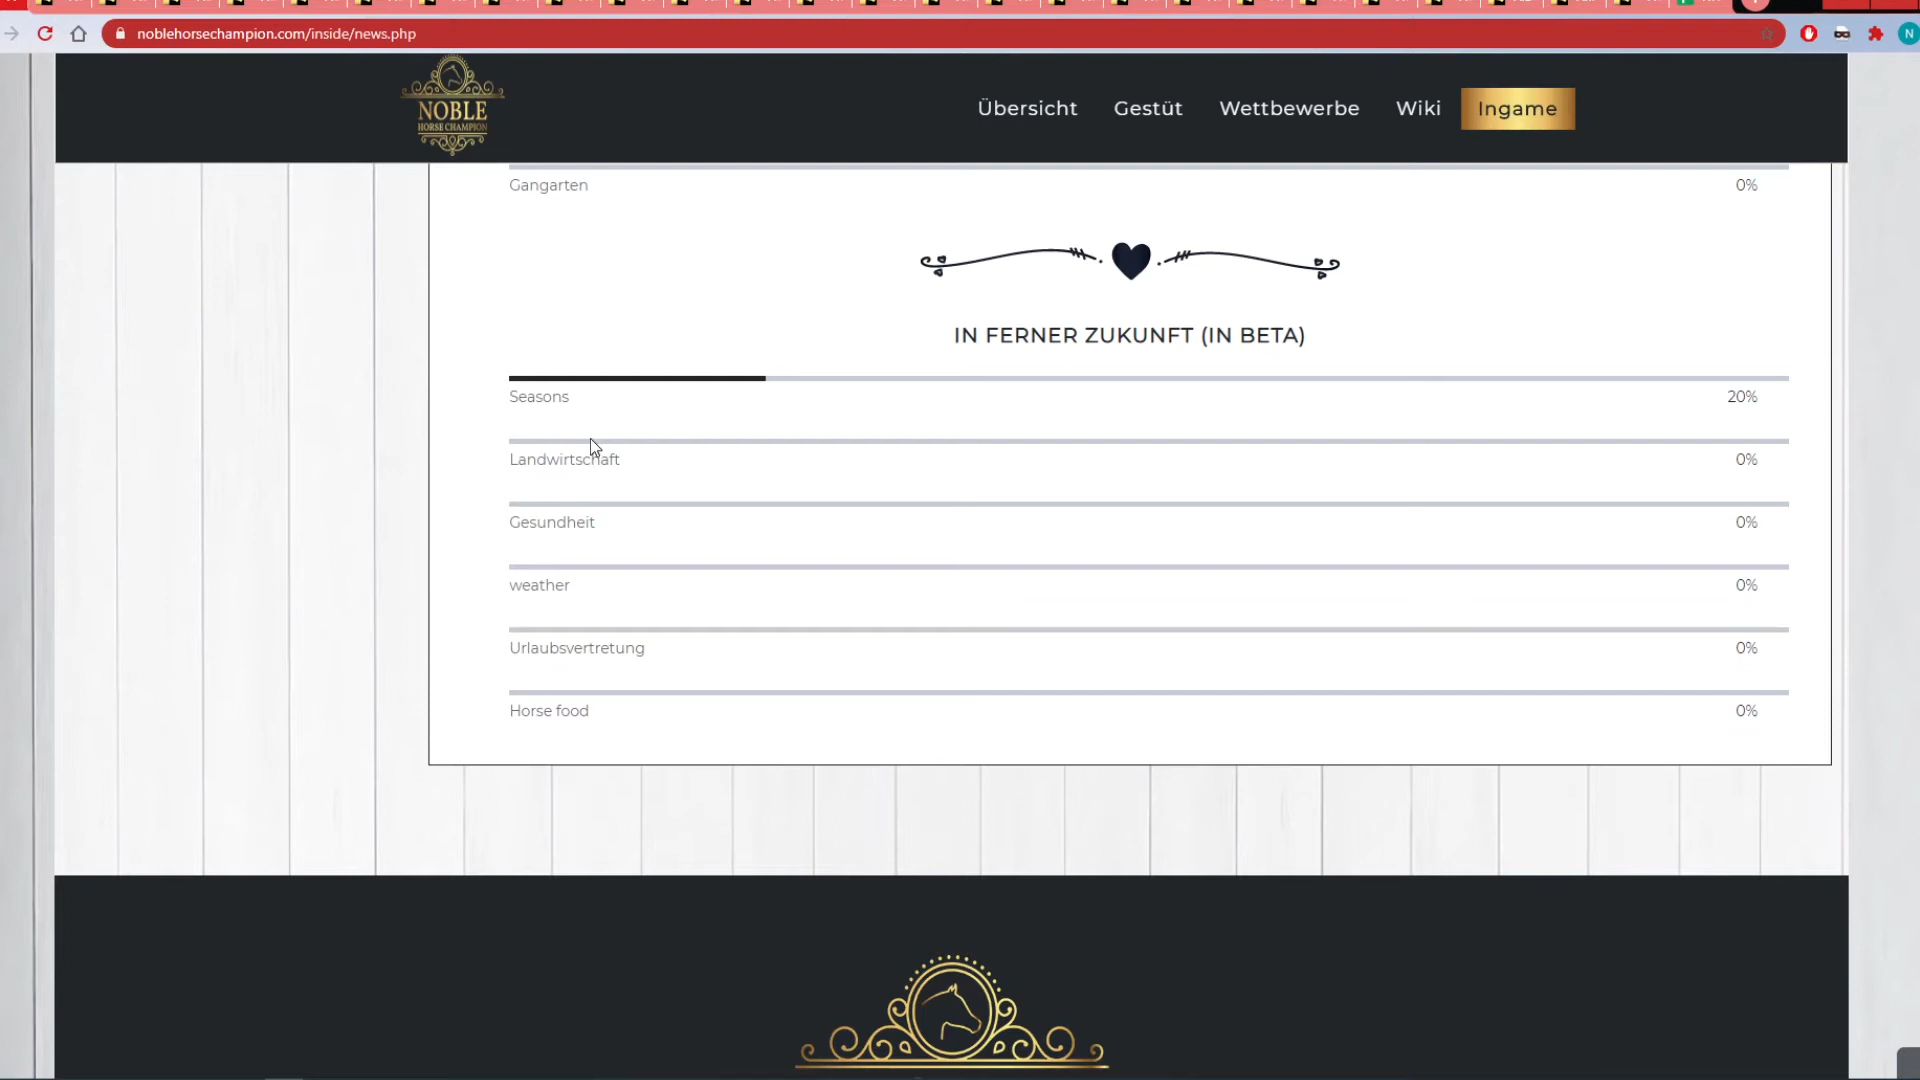 noblehorsechampion.com/inside/news.php
N
NOBLE
HORSE CHAMPION
Übersicht
Gestüt
Wettbewerbe
Wiki
Ingame
Gangarten 0%
IN FERNER ZUKUNFT (IN BETA)
Seasons 20%
Landwirtschaft 0%
Gesundheit 0%
weather 0%
Urlaubsvertretung 0%
Horse food 0%